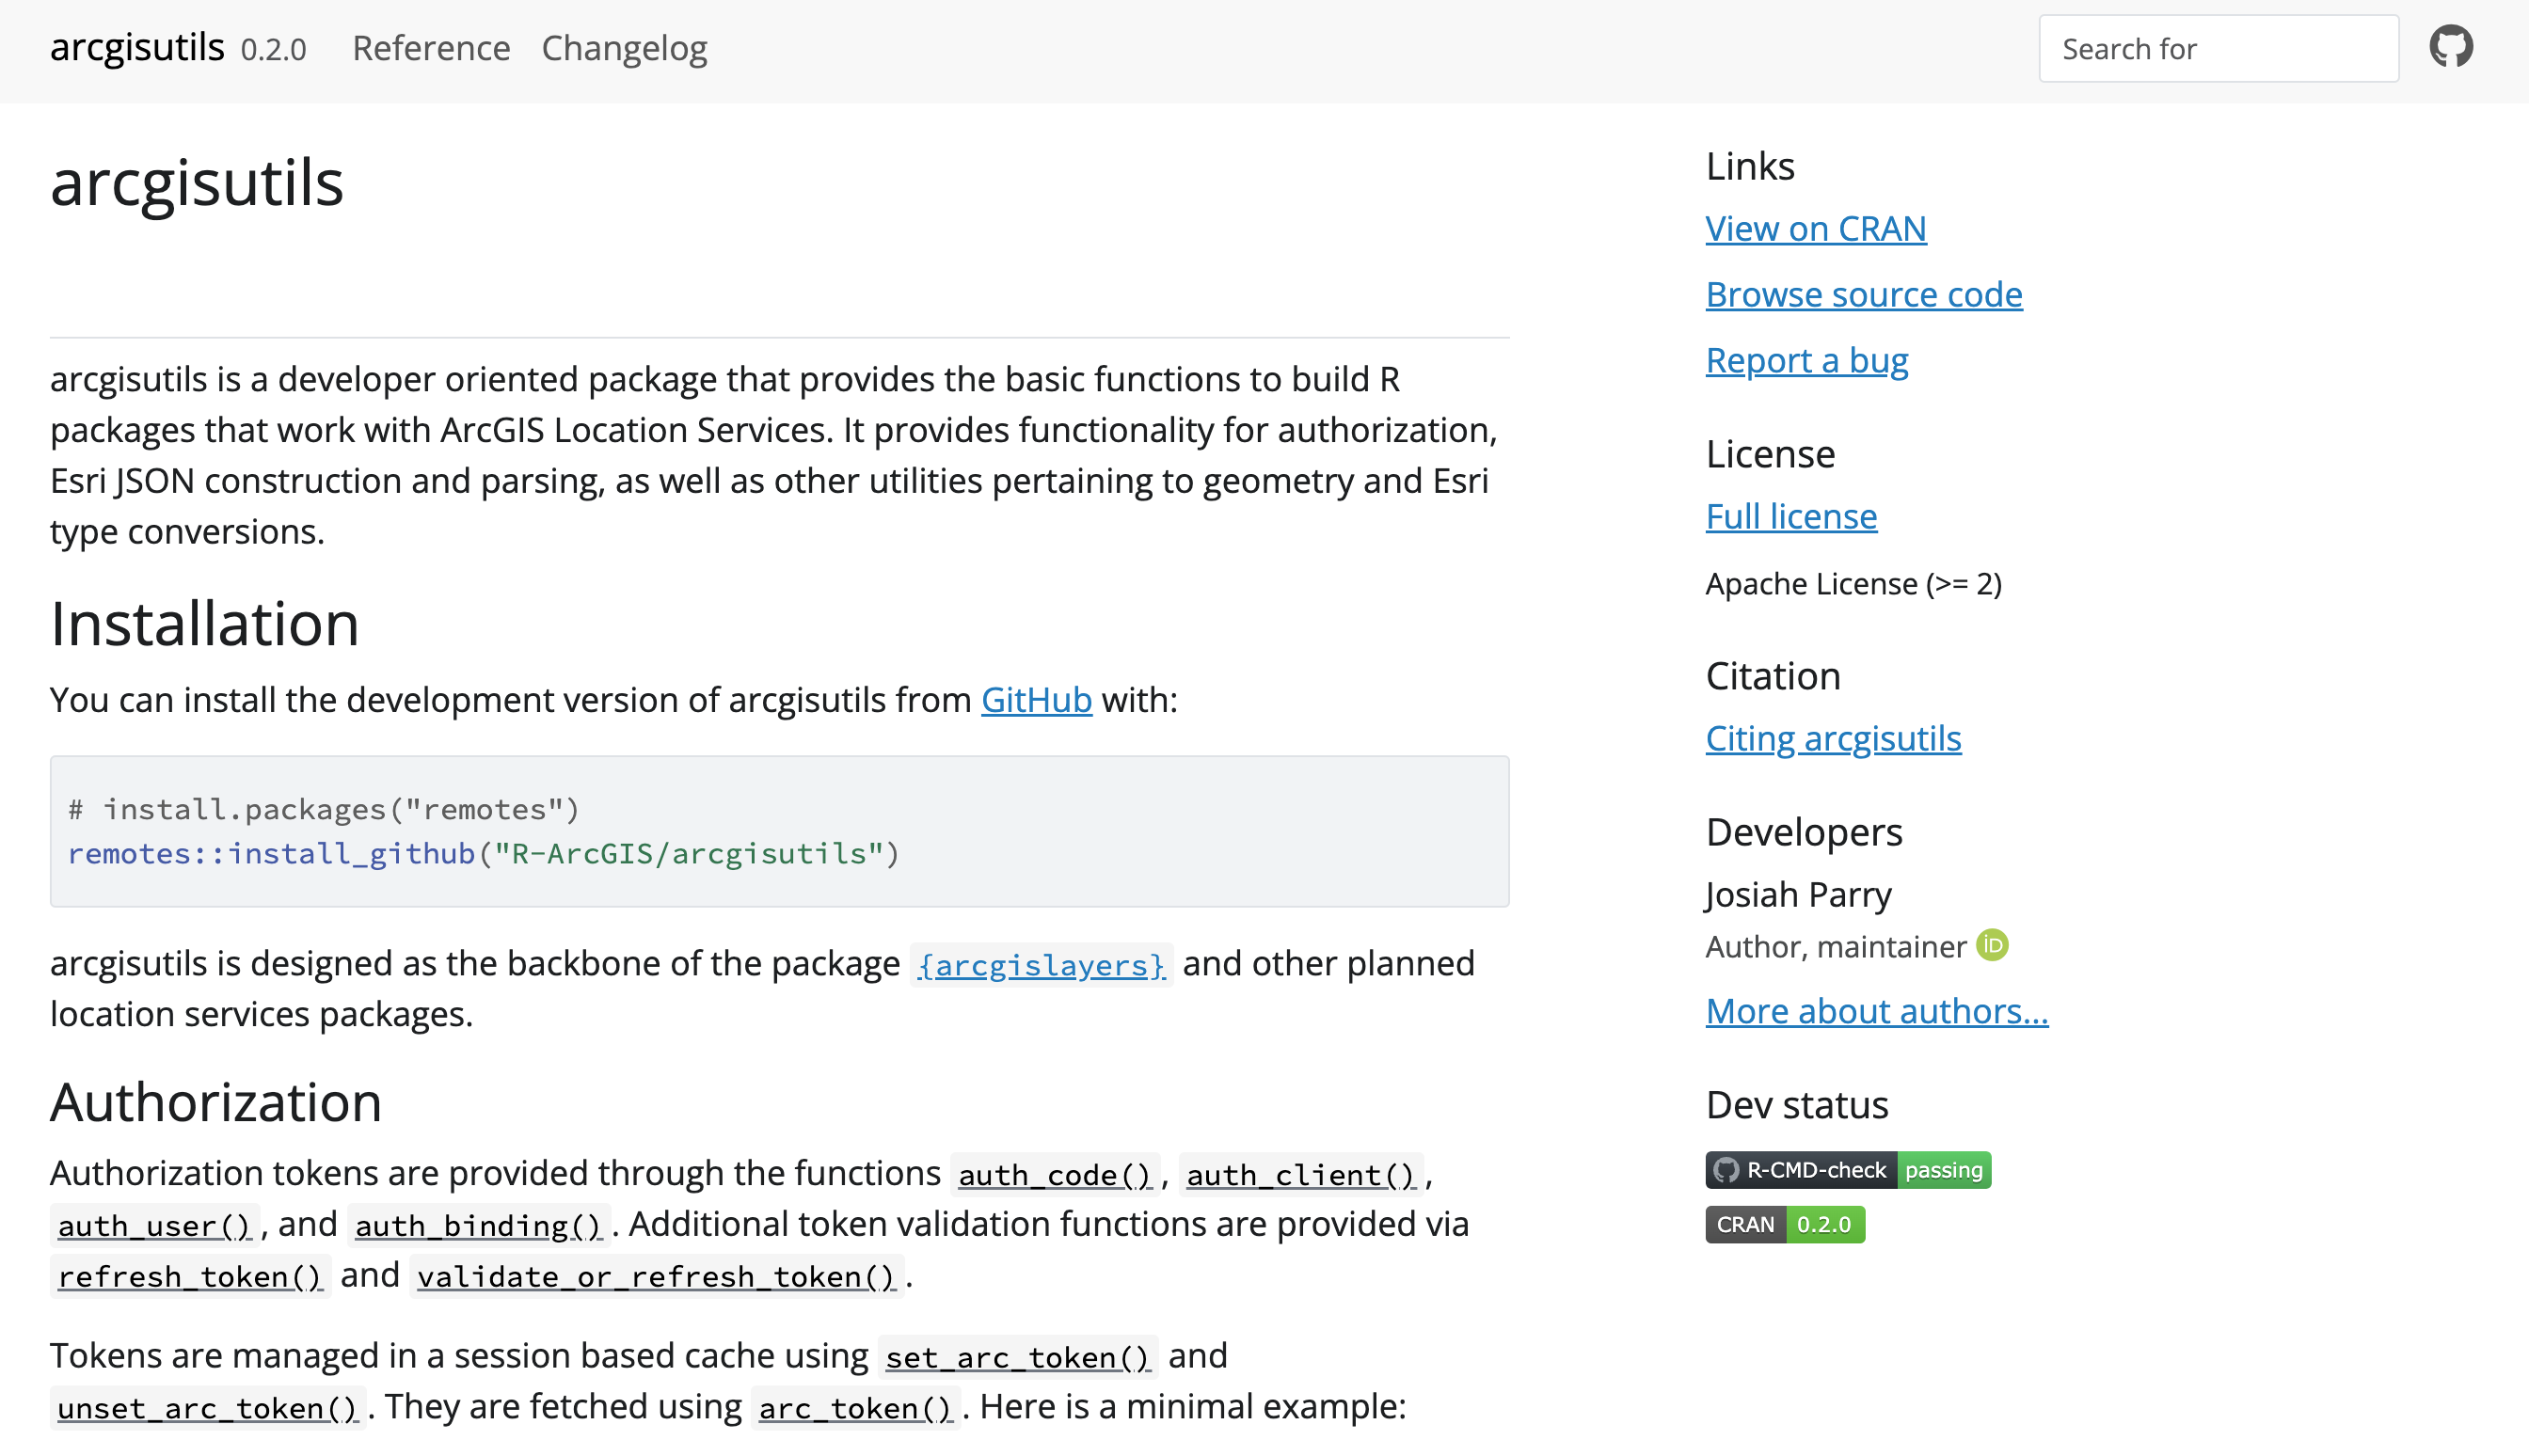 arcgisutils 0.2.0 Reference Changelog Search for
arcgisutils
arcgisutils is a developer oriented package that provides the basic functions to build R
packages that work with ArcGIS Location Services. It provides functionality for authorization,
Esri JSON construction and parsing, as well as other utilities pertaining to geometry and Esri
type conversions.
Installation
You can install the development version of arcgisutils from GitHub with:
# install.packages("remotes")
remotes::install_github("R-ArcGIS/arcgisutils")
arcgisutils is designed as the backbone of the package {arcgislayers} and other planned
location services packages.
Authorization
Authorization tokens are provided through the functions auth_code(), auth_client(),
auth_user(), and auth_binding(). Additional token validation functions are provided via
refresh_token() and validate_or_refresh_token().
Tokens are managed in a session based cache using set_arc_token() and
unset_arc_token(). They are fetched using arc_token(). Here is a minimal example:
Links
View on CRAN
Browse source code
Report a bug
License
Full license
Apache License (>= 2)
Citation
Citing arcgisutils
Developers
Josiah Parry
Author, maintainer iD
More about authors...
Dev status
R-CMD-check passing
CRAN 0.2.0